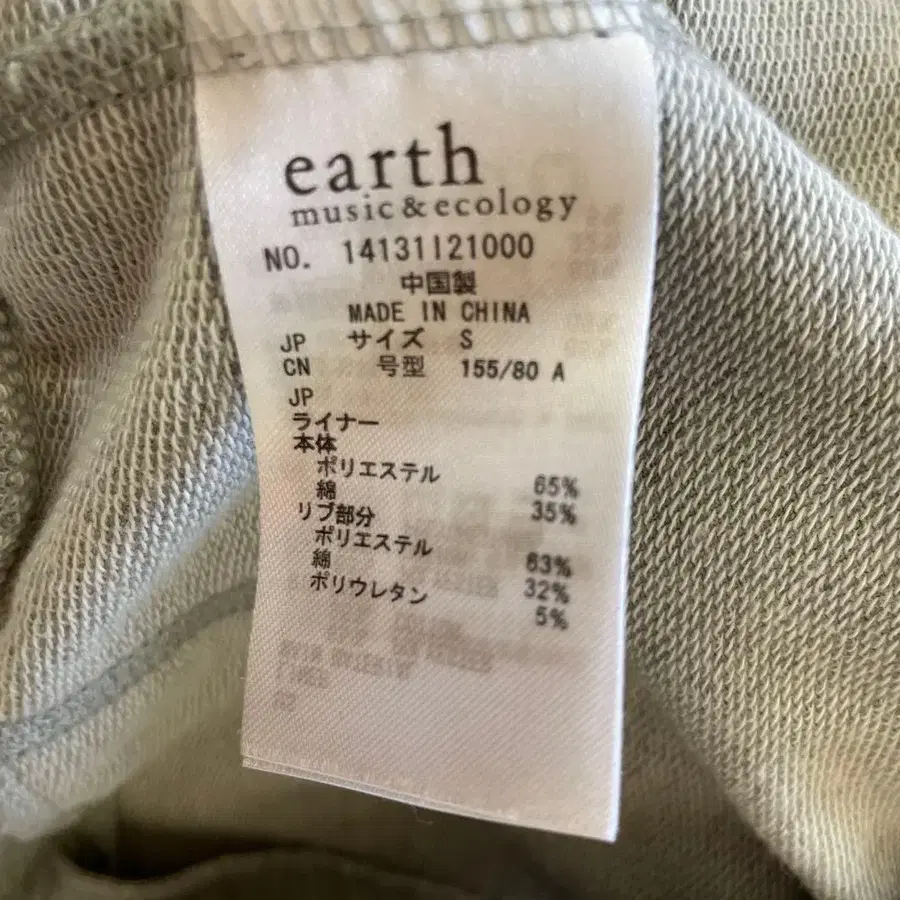 earth
music & ecology
NO. 14131121000
中国製
MADE IN CHINA
JP サイズ S
CN 号型 155/80 A
JP
ライナー
本体
ポリエステル 65%
綿 35%
リブ部分
ポリエステル 63%
綿 32%
ポリウレタン 5%